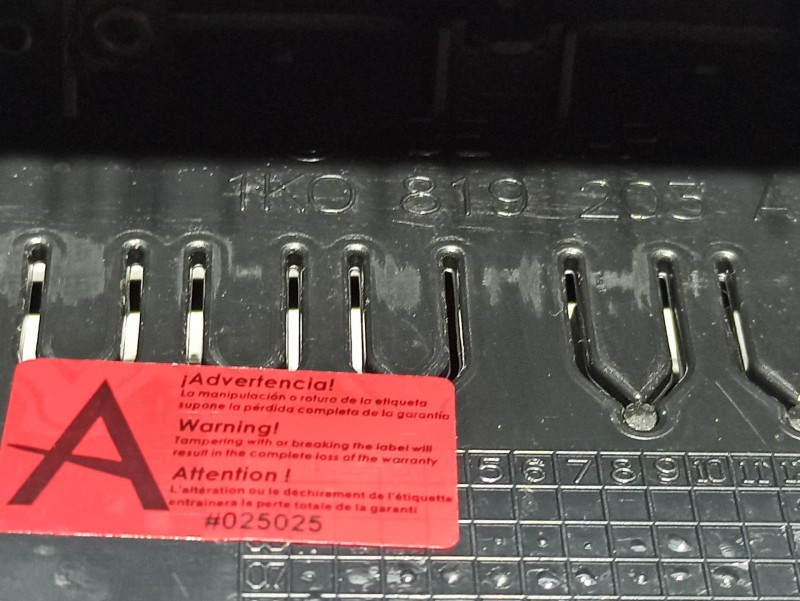 1K0 819 203 A
¡Advertencia!
La manipulación o rotura de la etiqueta
supone la pérdida completa de la garantía
Warning!
Tampering with or breaking the label will
result in the complete loss of the warranty
Attention !
L'altération ou le déchirement de l'étiquette
entraînera la perte totale de la garanti
#025025
5 6 7 8 9 10 11
07